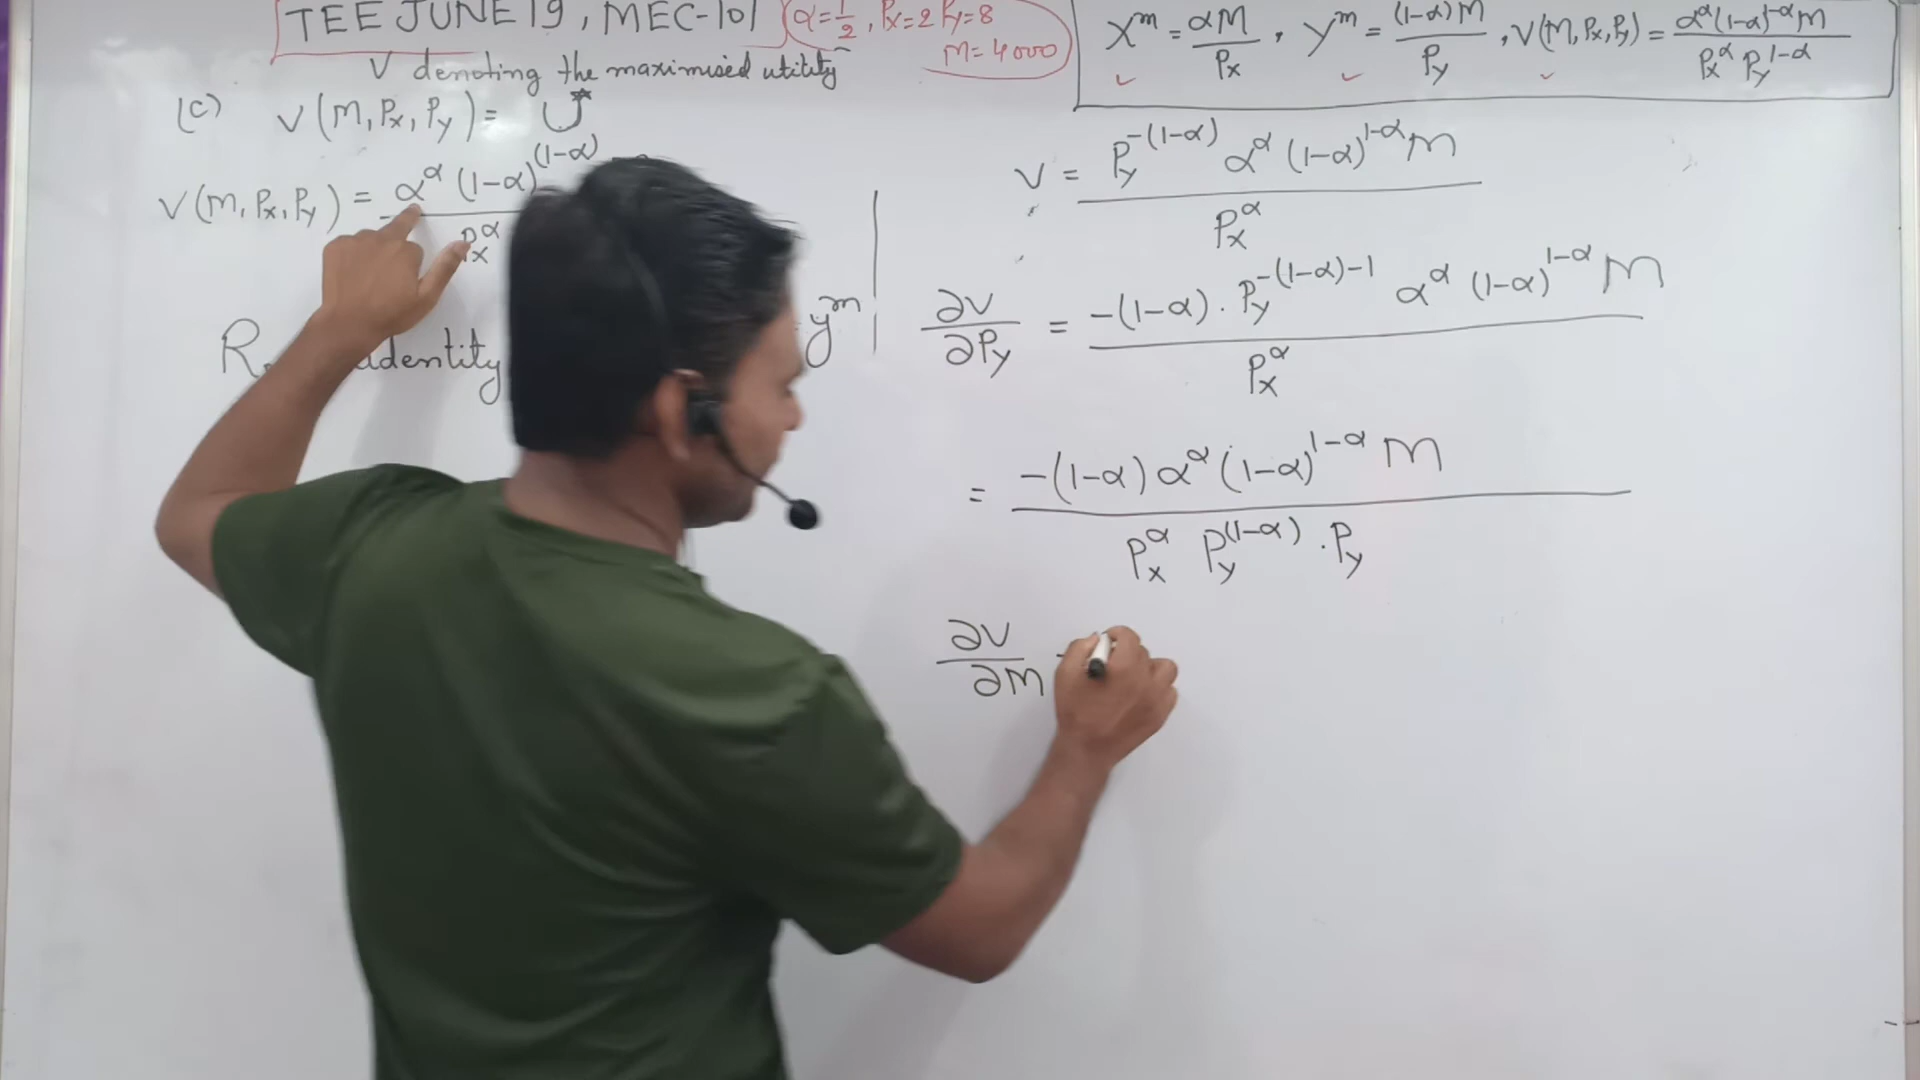 TEE JUNE 19, MEC-101
α=1/2, Px=2 Py=8
M=4000
V denoting the maximised utility
X^m = αM/Px, Y^m = (1-α)M/Py, V(M,Px,Py) = α^α (1-α)^(1-α) M / Px^α Py^(1-α)
(c) V(M, Px, Py) = U*
V(M, Px, Py) = α^α (1-α)^(1-α) / Px^α
identity
y^m
V = Py^-(1-α) α^α (1-α)^(1-α) M / Px^α
∂V/∂Py = -(1-α) . Py^(-(1-α)-1) α^α (1-α)^(1-α) M / Px^α
= -(1-α) α^α (1-α)^(1-α) M / Px^α Py^(1-α) . Py
∂V/∂M